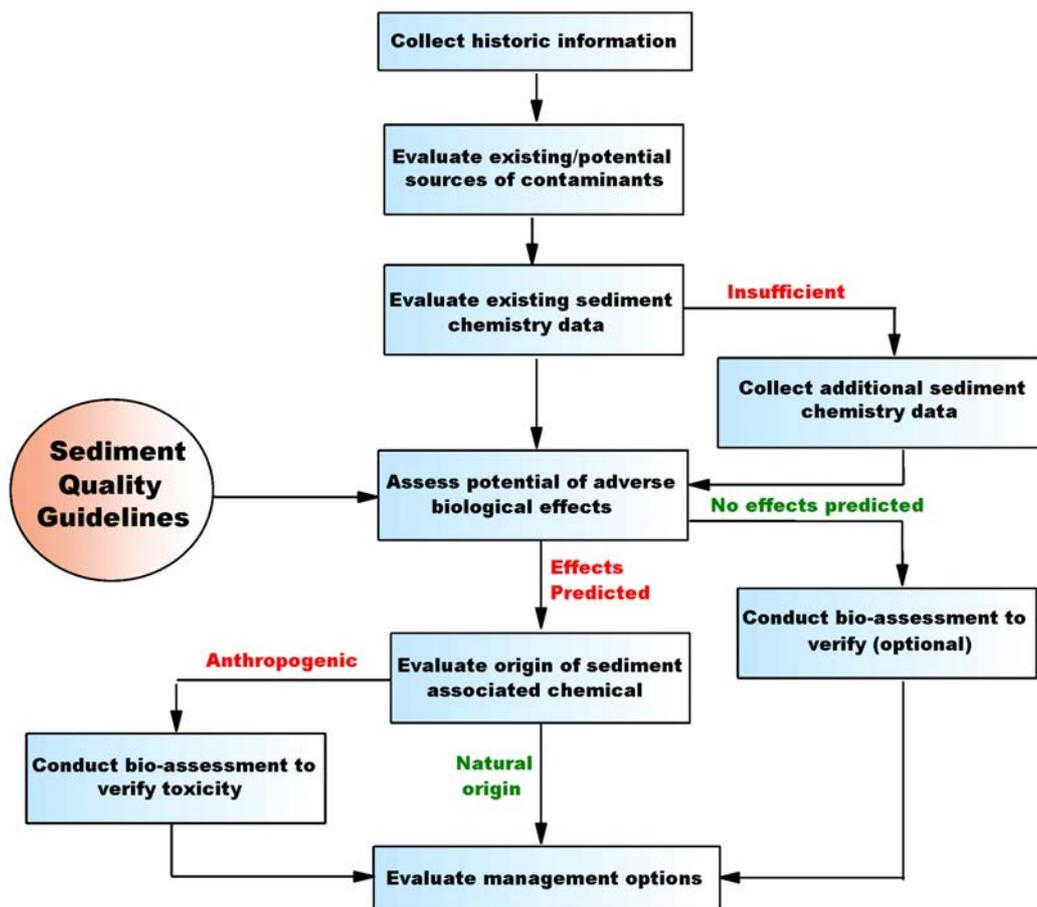 Collect historic information
Evaluate existing/potential
sources of contaminants
Evaluate existing sediment
chemistry data
Insufficient
Collect additional sediment
chemistry data
Sediment
Quality
Guidelines
Assess potential of adverse
biological effects
No effects predicted
Effects
Predicted
Conduct bio-assessment to
verify (optional)
Anthropogenic
Evaluate origin of sediment
associated chemical
Conduct bio-assessment to
verify toxicity
Natural
origin
Evaluate management options